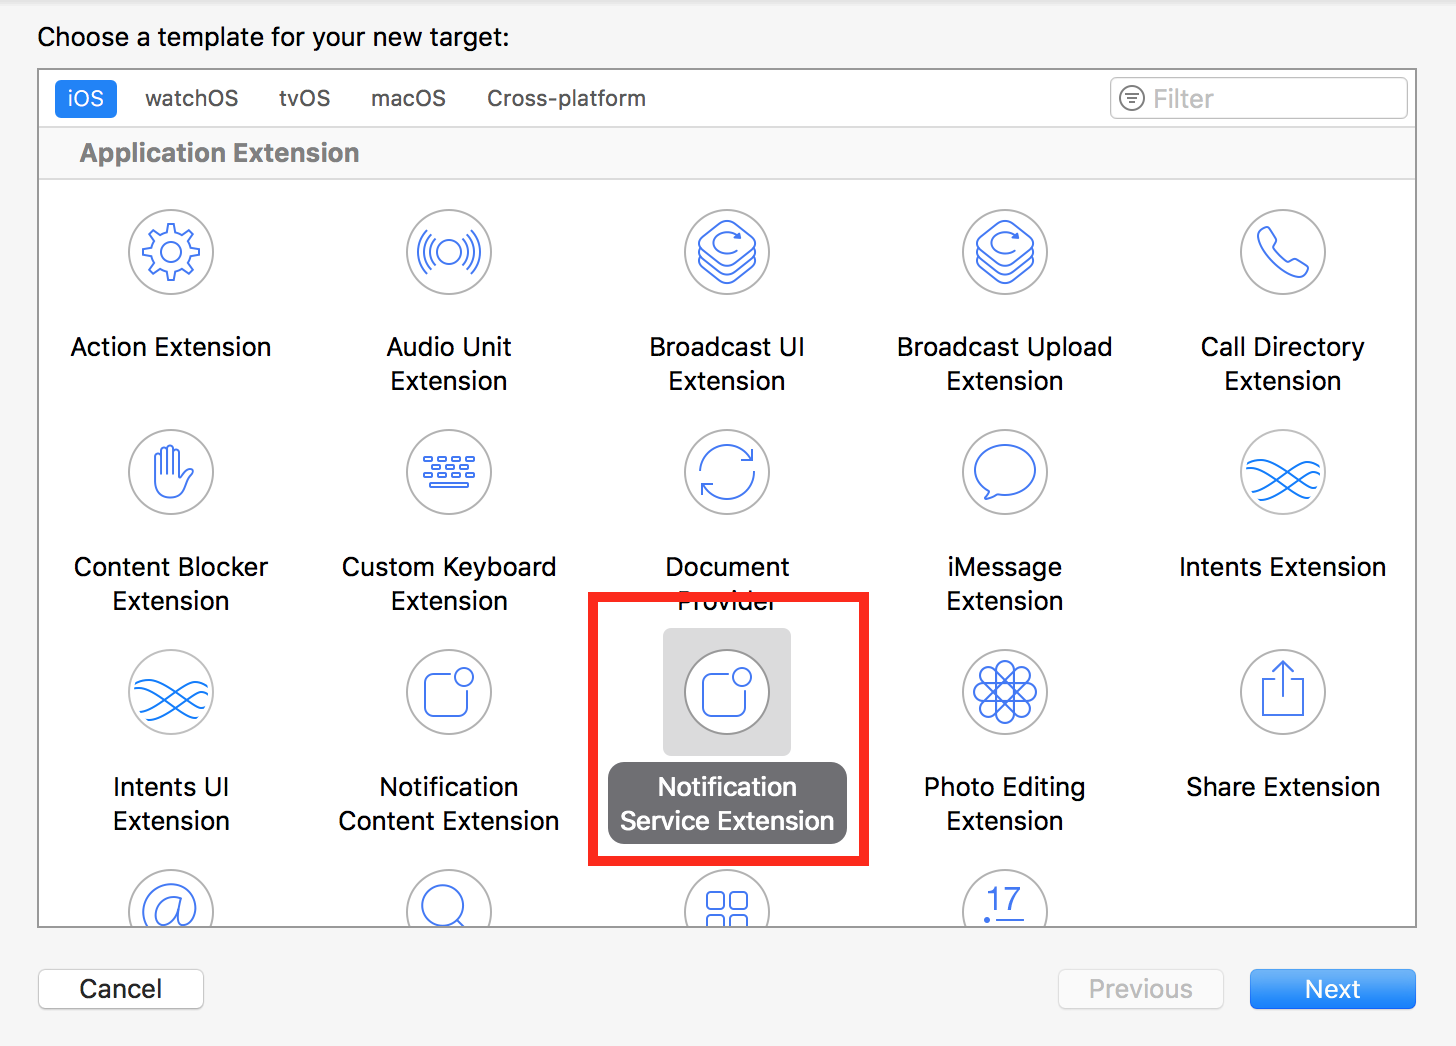 Choose a template for your new target:
iOS watchOS tvOS macOS Cross-platform Filter
Application Extension
Action Extension
Audio Unit
Extension
Broadcast UI
Extension
Broadcast Upload
Extension
Call Directory
Extension
Content Blocker
Extension
Custom Keyboard
Extension
Document
Provider
iMessage
Extension
Intents Extension
Intents UI
Extension
Notification
Content Extension
Notification
Service Extension
Photo Editing
Extension
Share Extension
17
Cancel Previous Next